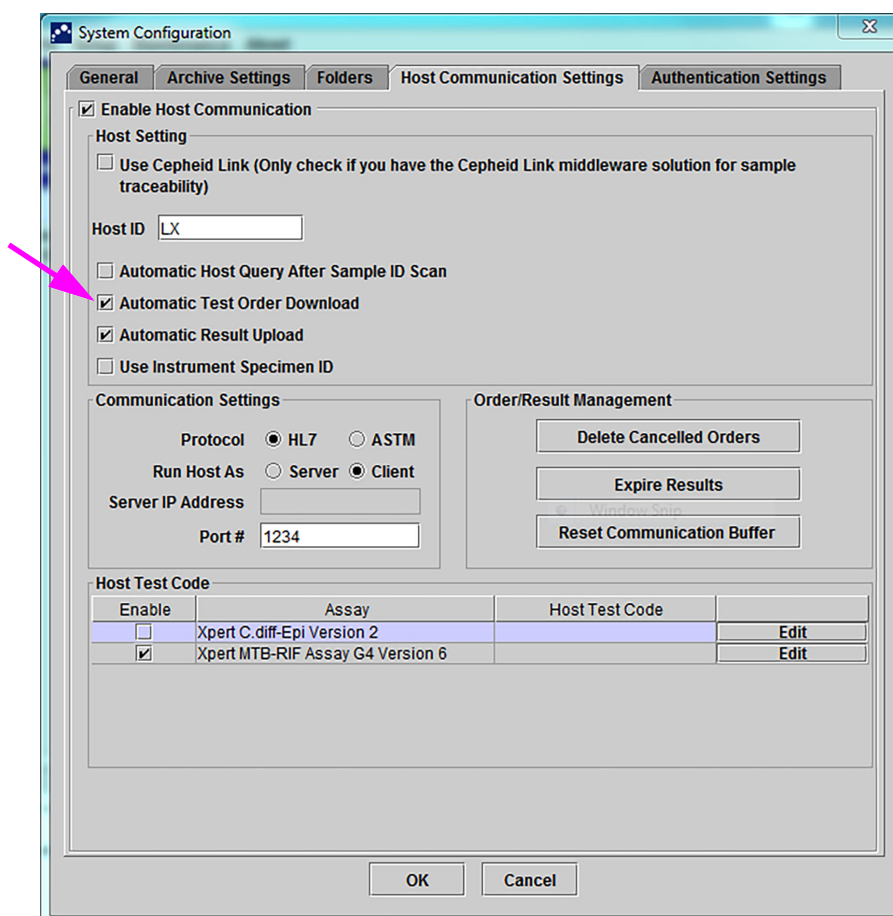 System Configuration
General Archive Settings Folders Host Communication Settings Authentication Settings
Enable Host Communication
Host Setting
Use Cepheid Link (Only check if you have the Cepheid Link middleware solution for sample
traceability)
Host ID LX
Automatic Host Query After Sample ID Scan
Automatic Test Order Download
Automatic Result Upload
Use Instrument Specimen ID
Communication Settings
Protocol HL7 ASTM
Run Host As Server Client
Server IP Address
Port # 1234
Order/Result Management
Delete Cancelled Orders
Expire Results
Window Snip
Reset Communication Buffer
Host Test Code
Enable Assay Host Test Code
Xpert C.diff-Epi Version 2 Edit
Xpert MTB-RIF Assay G4 Version 6 Edit
OK Cancel